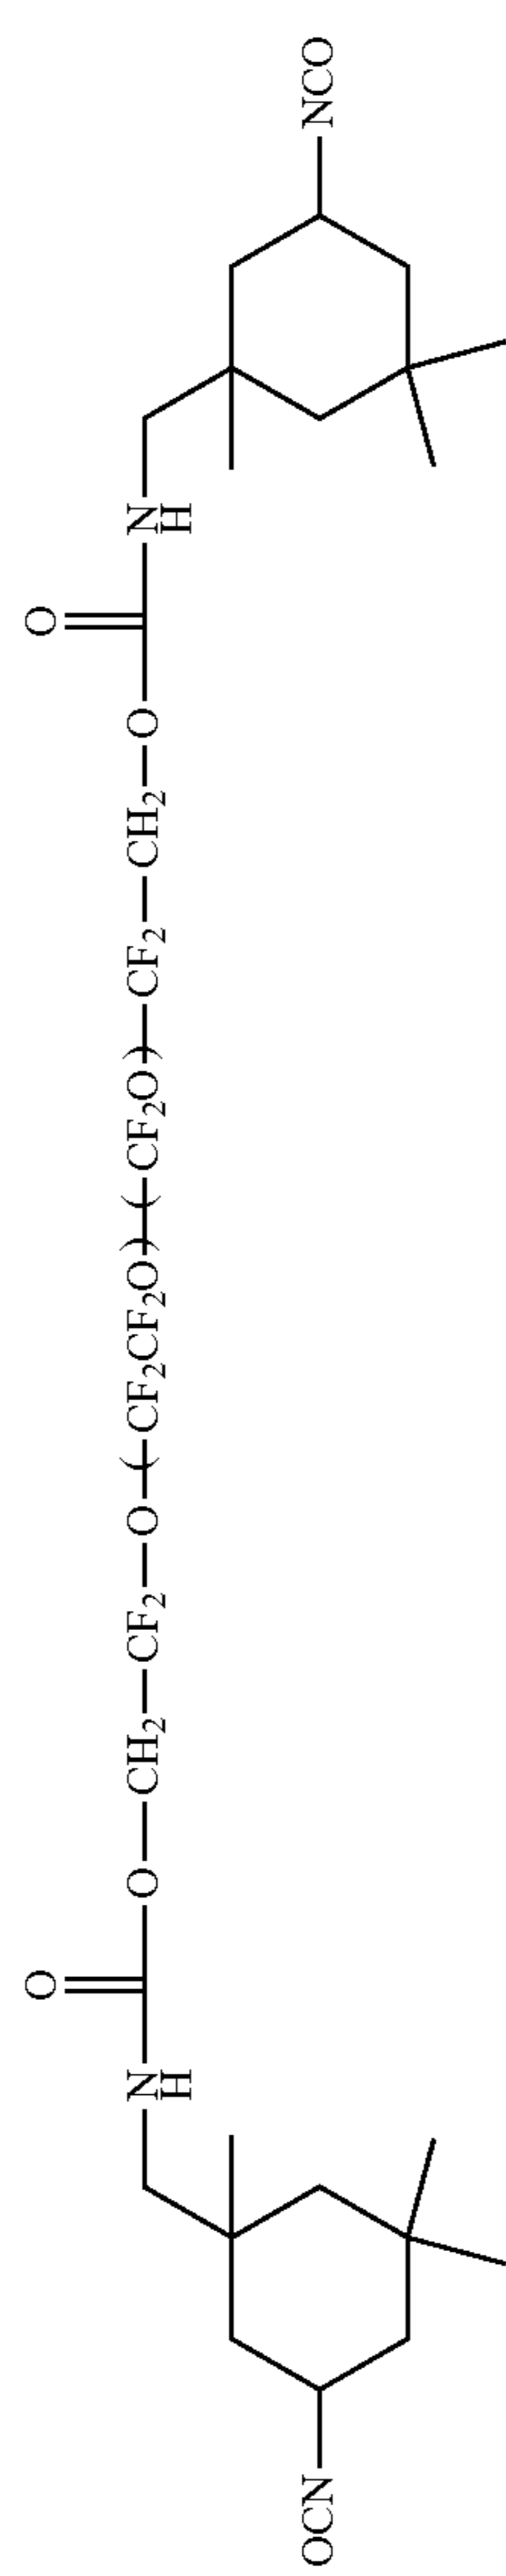 O O
OCN N H O—CH₂—CF₂—O—(CF₂CF₂O)—(CF₂O)—CF₂—CH₂—O N H NCO